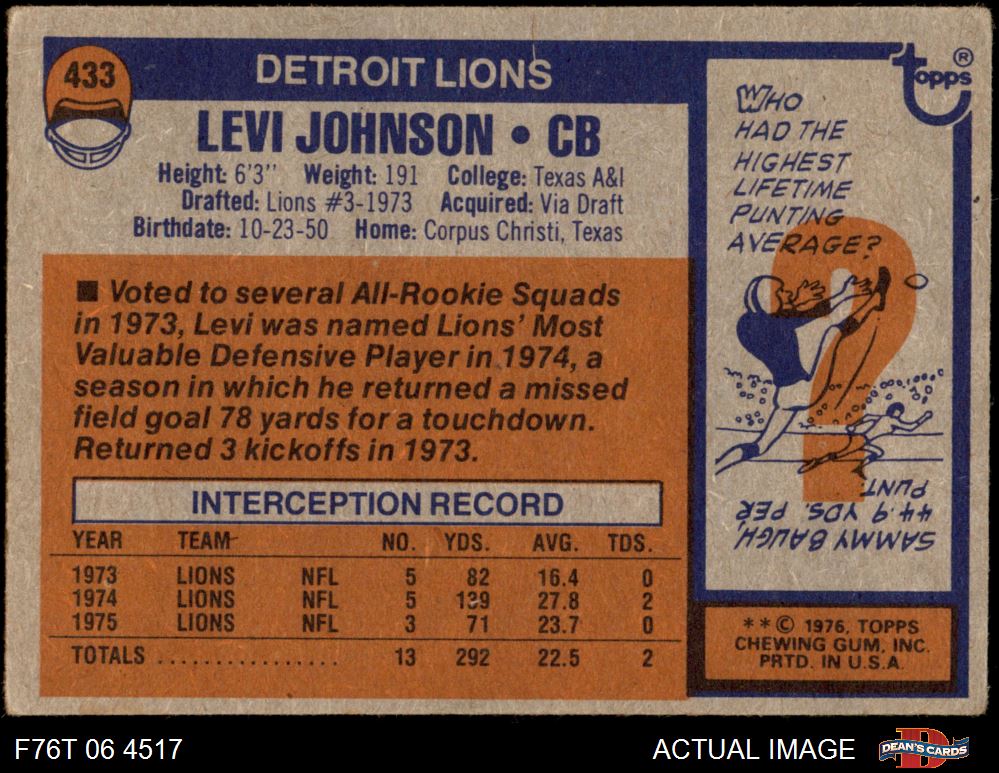 433
DETROIT LIONS
LEVI JOHNSON • CB
Height: 6'3" Weight: 191 College: Texas A&I
Drafted: Lions #3-1973 Acquired: Via Draft
Birthdate: 10-23-50 Home: Corpus Christi, Texas
■ Voted to several All-Rookie Squads
in 1973, Levi was named Lions' Most
Valuable Defensive Player in 1974, a
season in which he returned a missed
field goal 78 yards for a touchdown.
Returned 3 kickoffs in 1973.
INTERCEPTION RECORD
YEAR TEAM NO. YDS. AVG. TDS.
1973 LIONS NFL 5 82 16.4 0
1974 LIONS NFL 5 139 27.8 2
1975 LIONS NFL 3 71 23.7 0
TOTALS ................. 13 292 22.5 2
Topps ®
WHO
HAD THE
HIGHEST
LIFETIME
PUNTING
AVERAGE?
?
SAMMY BAUGH,
44.9 YDS. PER
PUNT
**© 1976, TOPPS
CHEWING GUM, INC.
PRTD. IN U.S.A.
F76T 06 4517
ACTUAL IMAGE
D
DEAN'S CARDS